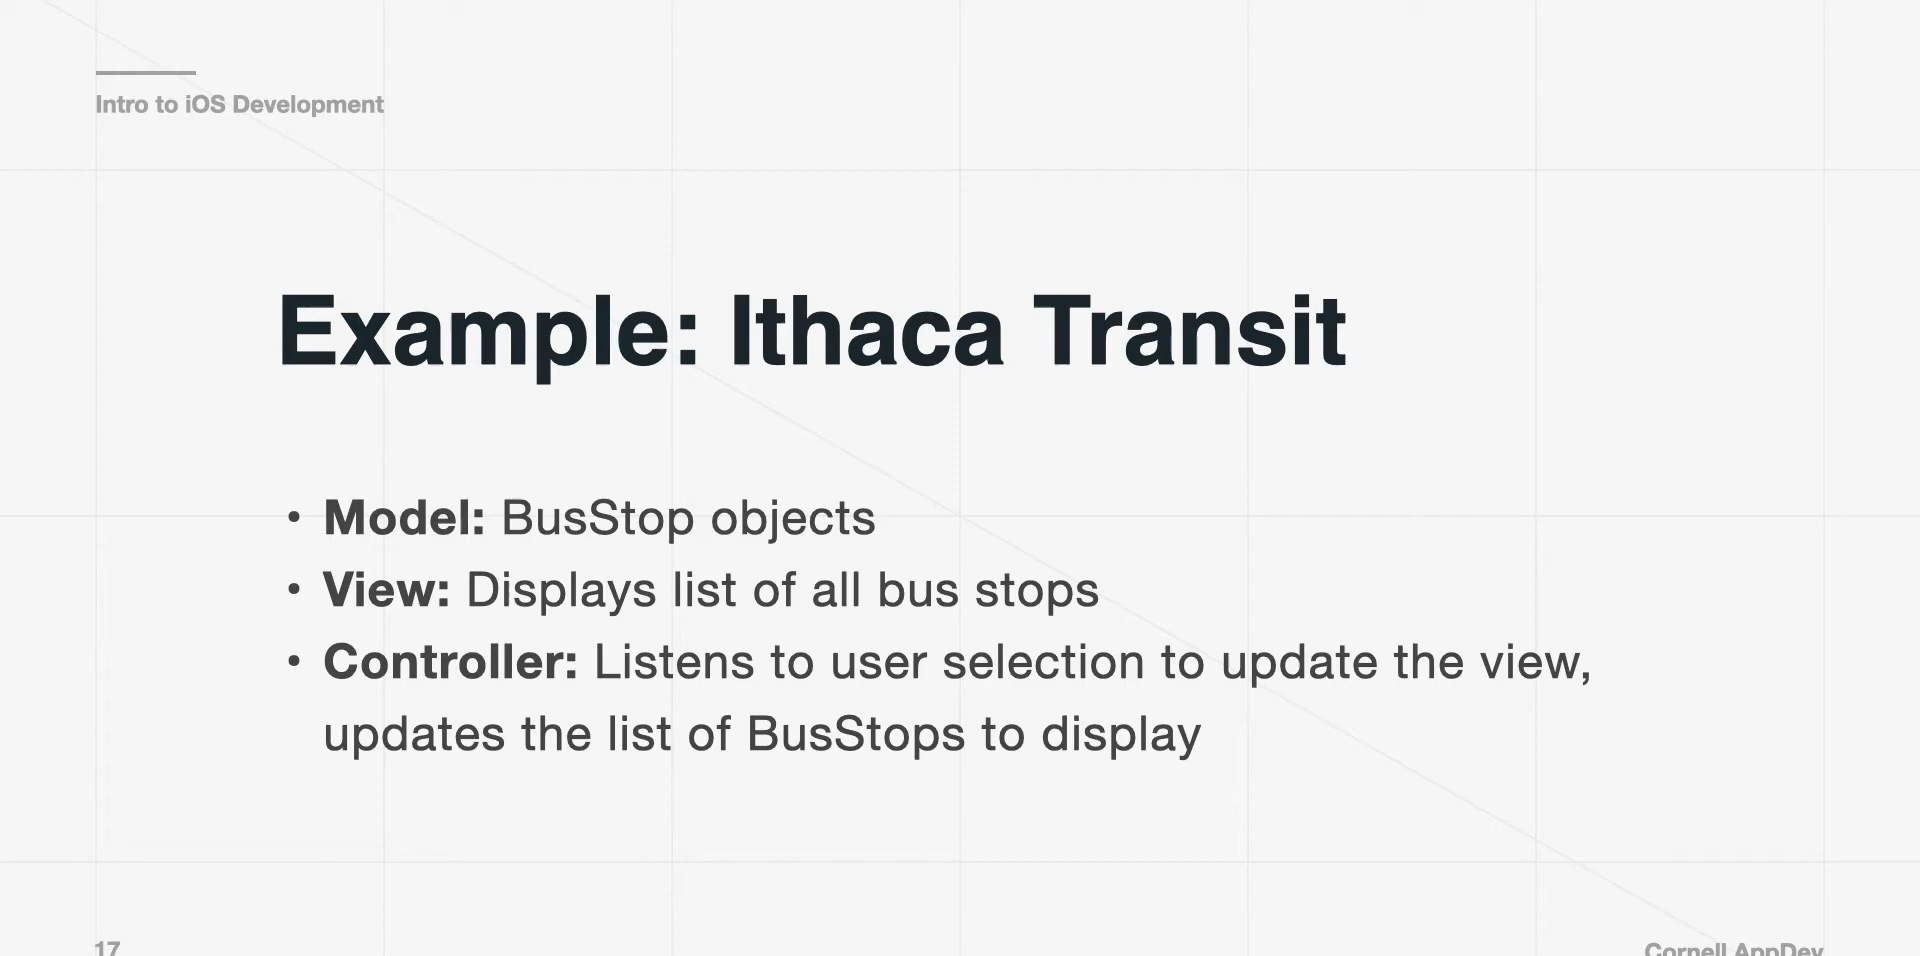 Intro to iOS Development
Example: Ithaca Transit
• Model: BusStop objects
• View: Displays list of all bus stops
• Controller: Listens to user selection to update the view,
updates the list of BusStops to display
17
Cornell AppDev